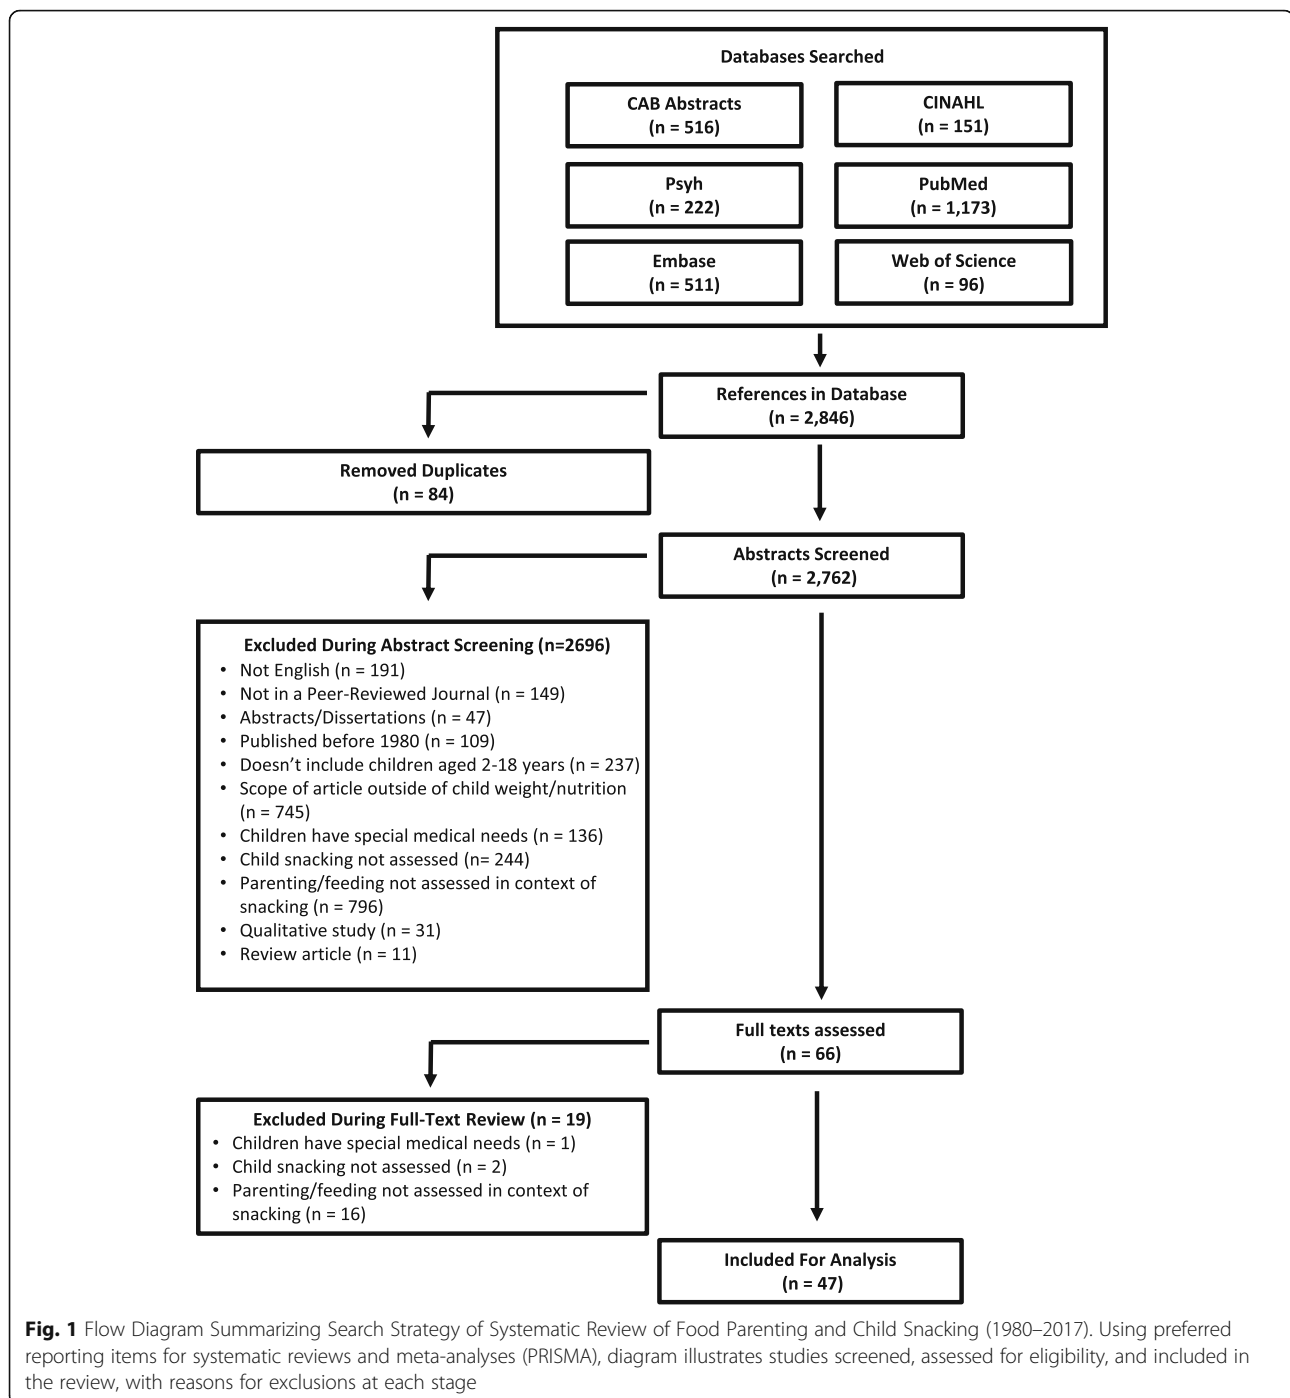 Databases Searched
CAB Abstracts
(n = 516)
CINAHL
(n = 151)
Psyh
(n = 222)
PubMed
(n = 1,173)
Embase
(n = 511)
Web of Science
(n = 96)
References in Database
(n = 2,846)
Removed Duplicates
(n = 84)
Abstracts Screened
(n = 2,762)
Excluded During Abstract Screening (n=2696)
• Not English (n = 191)
• Not in a Peer-Reviewed Journal (n = 149)
• Abstracts/Dissertations (n = 47)
• Published before 1980 (n = 109)
• Doesn't include children aged 2-18 years (n = 237)
• Scope of article outside of child weight/nutrition
(n = 745)
• Children have special medical needs (n = 136)
• Child snacking not assessed (n= 244)
• Parenting/feeding not assessed in context of
snacking (n = 796)
• Qualitative study (n = 31)
• Review article (n = 11)
Full texts assessed
(n = 66)
Excluded During Full-Text Review (n = 19)
• Children have special medical needs (n = 1)
• Child snacking not assessed (n = 2)
• Parenting/feeding not assessed in context of
snacking (n = 16)
Included For Analysis
(n = 47)
Fig. 1 Flow Diagram Summarizing Search Strategy of Systematic Review of Food Parenting and Child Snacking (1980–2017). Using preferred
reporting items for systematic reviews and meta-analyses (PRISMA), diagram illustrates studies screened, assessed for eligibility, and included in
the review, with reasons for exclusions at each stage